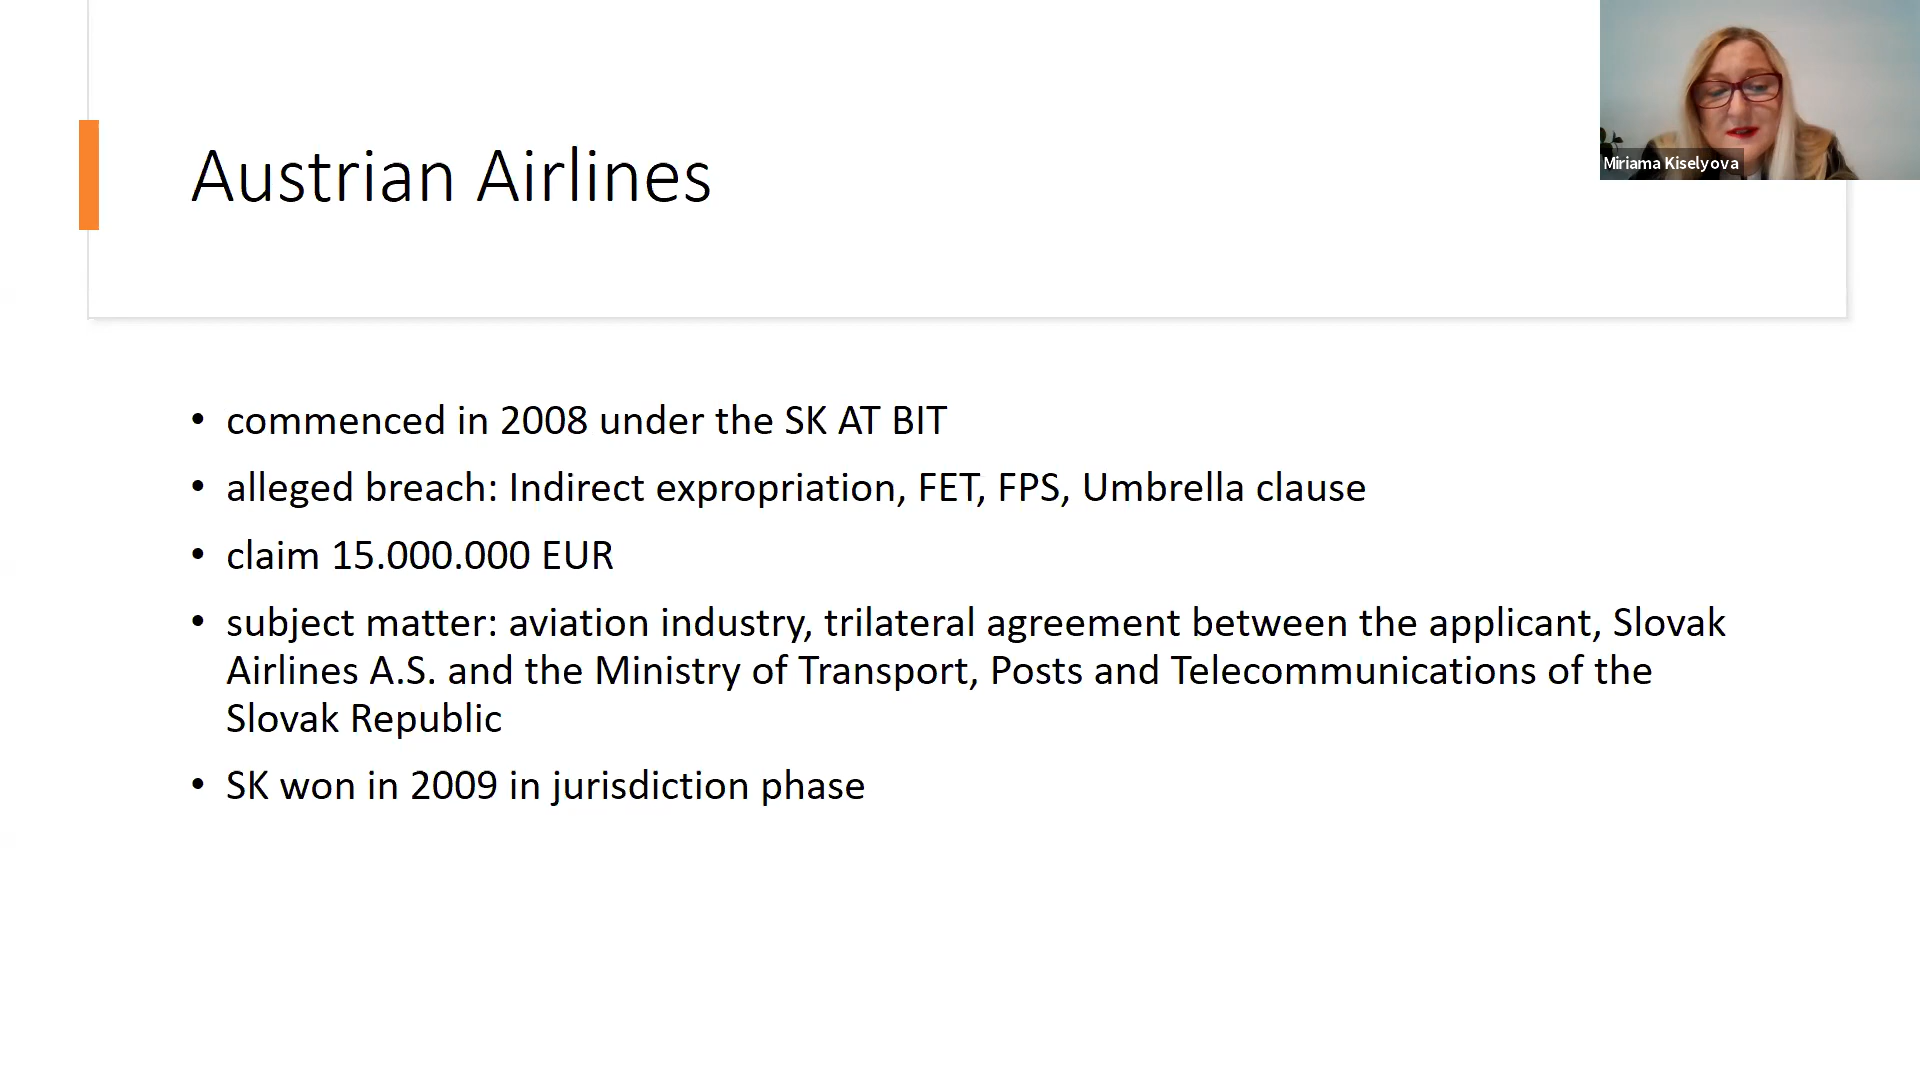 Austrian Airlines
Miriama Kiselyova
• commenced in 2008 under the SK AT BIT
• alleged breach: Indirect expropriation, FET, FPS, Umbrella clause
• claim 15.000.000 EUR
• subject matter: aviation industry, trilateral agreement between the applicant, Slovak
Airlines A.S. and the Ministry of Transport, Posts and Telecommunications of the
Slovak Republic
• SK won in 2009 in jurisdiction phase